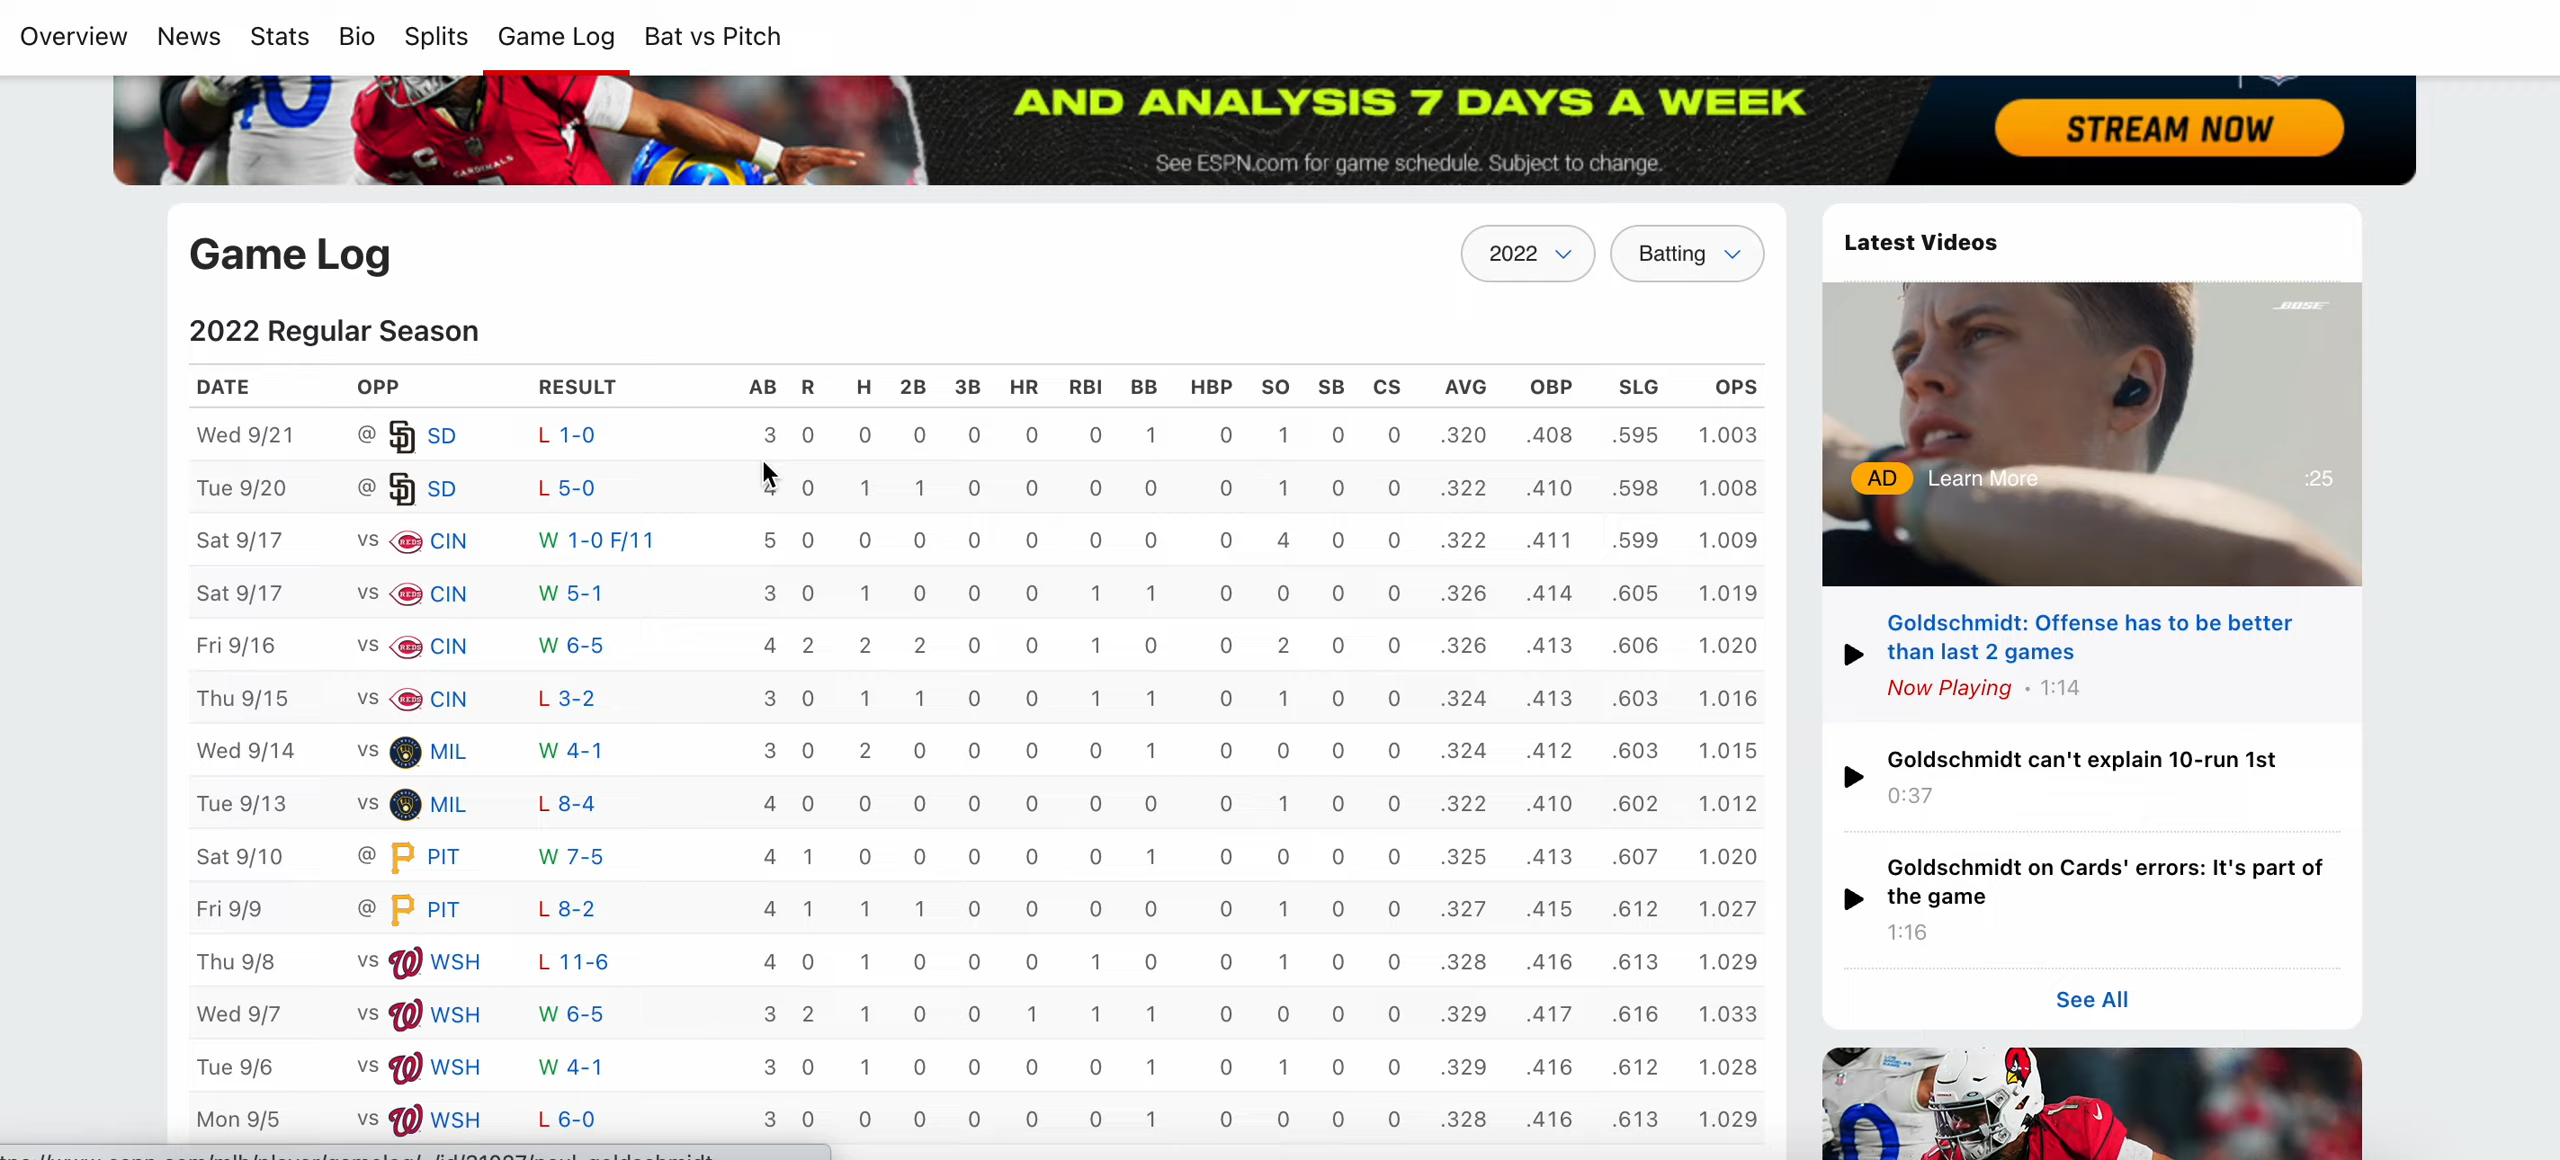 Overview News Stats Bio Splits Game Log Bat vs Pitch
AND ANALYSIS 7 DAYS A WEEK
See ESPN.com for game schedule. Subject to change.
STREAM NOW
CARDINALS
Game Log
2022
Batting
2022 Regular Season
DATE OPP RESULT AB R H 2B 3B HR RBI BB HBP SO SB CS AVG OBP SLG OPS
Wed 9/21 @ SD L 1-0 3 0 0 0 0 0 0 1 0 1 0 0 .320 .408 .595 1.003
Tue 9/20 @ SD L 5-0 4 0 1 1 0 0 0 0 0 1 0 0 .322 .410 .598 1.008
Sat 9/17 vs REDS CIN W 1-0 F/11 5 0 0 0 0 0 0 0 0 4 0 0 .322 .411 .599 1.009
Sat 9/17 vs REDS CIN W 5-1 3 0 1 0 0 0 1 1 0 0 0 0 .326 .414 .605 1.019
Fri 9/16 vs REDS CIN W 6-5 4 2 2 2 0 0 1 0 0 2 0 0 .326 .413 .606 1.020
Thu 9/15 vs REDS CIN L 3-2 3 0 1 1 0 0 1 1 0 1 0 0 .324 .413 .603 1.016
Wed 9/14 vs MIL W 4-1 3 0 2 0 0 0 0 1 0 0 0 0 .324 .412 .603 1.015
Tue 9/13 vs MIL L 8-4 4 0 0 0 0 0 0 0 0 1 0 0 .322 .410 .602 1.012
Sat 9/10 @ P PIT W 7-5 4 1 0 0 0 0 0 1 0 0 0 0 .325 .413 .607 1.020
Fri 9/9 @ P PIT L 8-2 4 1 1 1 0 0 0 0 0 1 0 0 .327 .415 .612 1.027
Thu 9/8 vs W WSH L 11-6 4 0 1 0 0 0 1 0 0 1 0 0 .328 .416 .613 1.029
Wed 9/7 vs W WSH W 6-5 3 2 1 0 0 1 1 1 0 0 0 0 .329 .417 .616 1.033
Tue 9/6 vs W WSH W 4-1 3 0 1 0 0 0 0 1 0 1 0 0 .329 .416 .612 1.028
Mon 9/5 vs W WSH L 6-0 3 0 0 0 0 0 0 1 0 0 0 0 .328 .416 .613 1.029
Latest Videos
BOSE
AD Learn More :25
Goldschmidt: Offense has to be better
than last 2 games
Now Playing • 1:14
Goldschmidt can't explain 10-run 1st
0:37
Goldschmidt on Cards' errors: It's part of
the game
1:16
See All